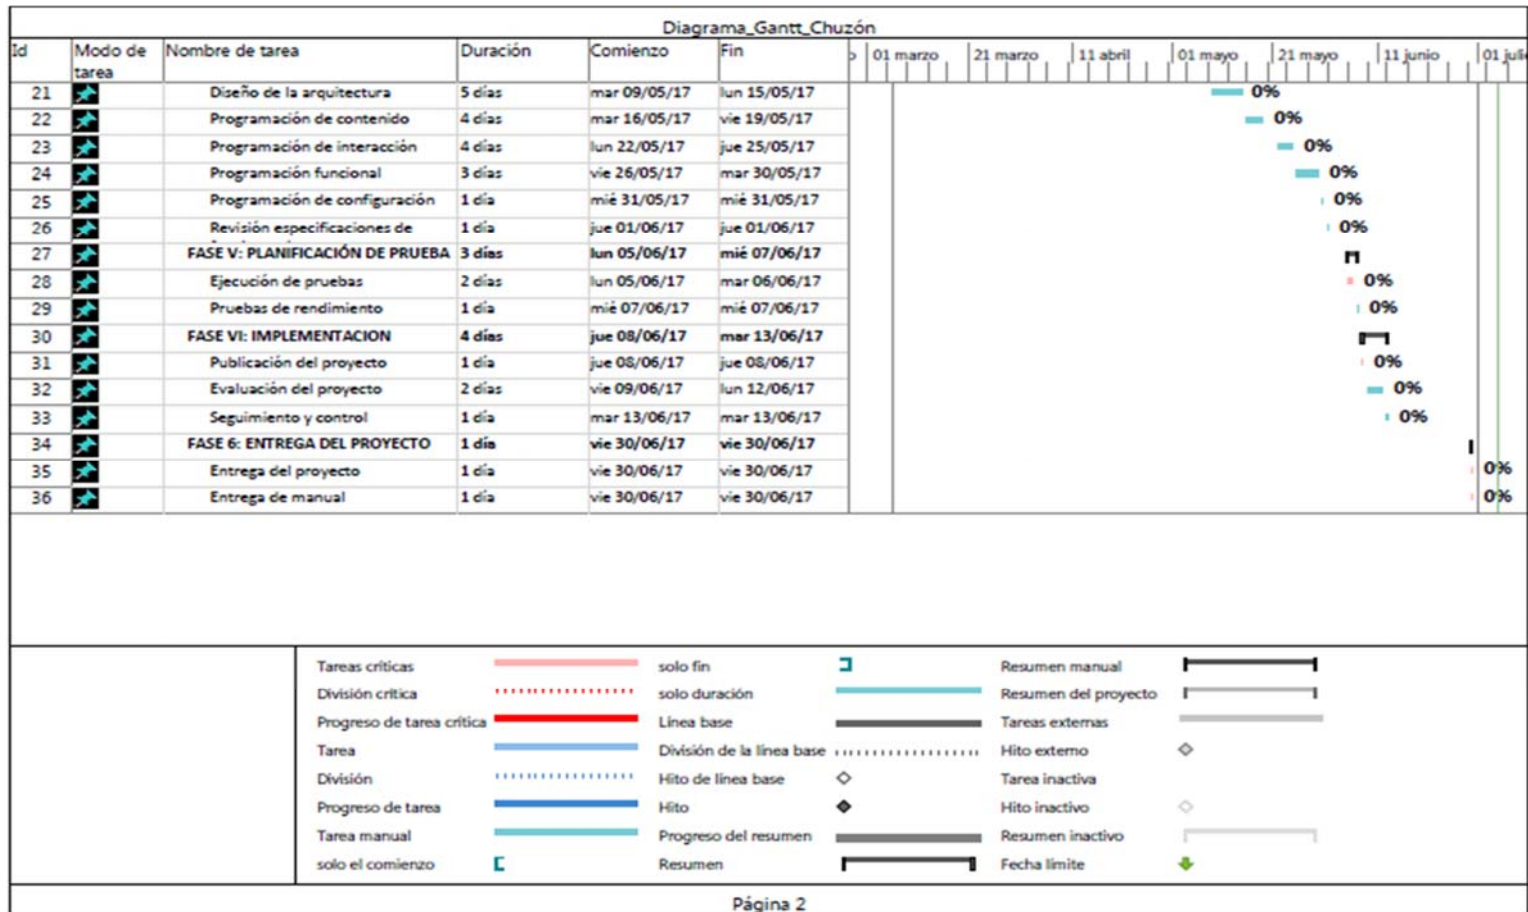 Diagrama_Gantt_Chuzón
Id Modo de tarea Nombre de tarea Duración Comienzo Fin 01 marzo 21 marzo 11 abril 01 mayo 21 mayo 11 junio 01 julio
21 Diseño de la arquitectura 5 días mar 09/05/17 lun 15/05/17 0%
22 Programación de contenido 4 días mar 16/05/17 vie 19/05/17 0%
23 Programación de interacción 4 días lun 22/05/17 jue 25/05/17 0%
24 Programación funcional 3 días vie 26/05/17 mar 30/05/17 0%
25 Programación de configuración 1 día mié 31/05/17 mié 31/05/17 0%
26 Revisión especificaciones de 1 día jue 01/06/17 jue 01/06/17 0%
27 FASE V: PLANIFICACIÓN DE PRUEBA 3 días lun 05/06/17 mié 07/06/17
28 Ejecución de pruebas 2 días lun 05/06/17 mar 06/06/17 0%
29 Pruebas de rendimiento 1 día mié 07/06/17 mié 07/06/17 0%
30 FASE VI: IMPLEMENTACION 4 días jue 08/06/17 mar 13/06/17
31 Publicación del proyecto 1 día jue 08/06/17 jue 08/06/17 0%
32 Evaluación del proyecto 2 días vie 09/06/17 lun 12/06/17 0%
33 Seguimiento y control 1 día mar 13/06/17 mar 13/06/17 0%
34 FASE 6: ENTREGA DEL PROYECTO 1 día vie 30/06/17 vie 30/06/17
35 Entrega del proyecto 1 día vie 30/06/17 vie 30/06/17 0%
36 Entrega de manual 1 día vie 30/06/17 vie 30/06/17 0%
Tareas críticas solo fin Resumen manual
División crítica solo duración Resumen del proyecto
Progreso de tarea crítica Línea base Tareas externas
Tarea División de la línea base Hito externo
División Hito de línea base Tarea inactiva
Progreso de tarea Hito Hito inactivo
Tarea manual Progreso del resumen Resumen inactivo
solo el comienzo Resumen Fecha límite
Página 2